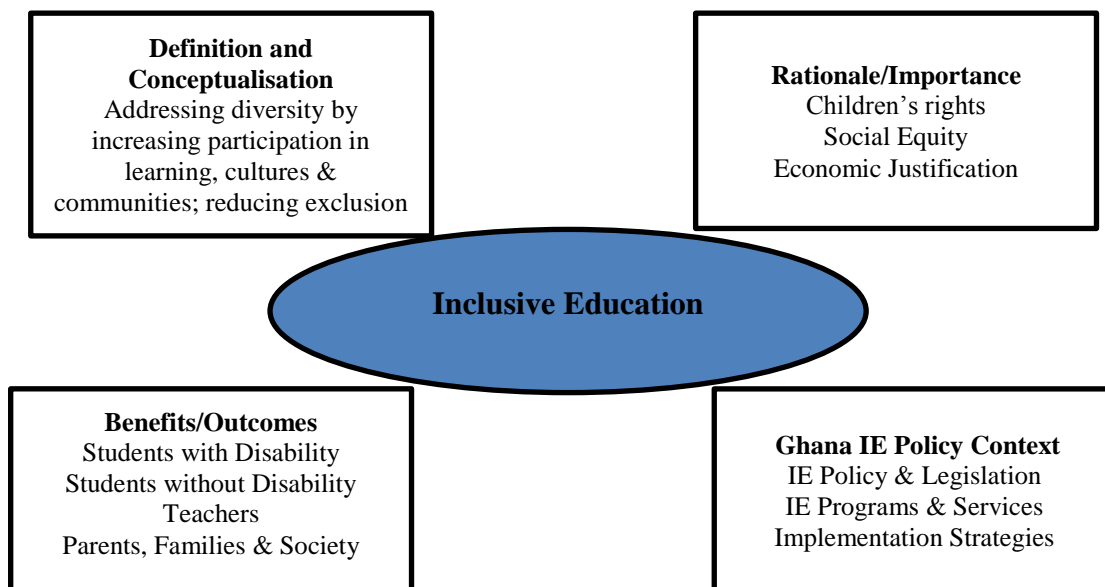 Definition and
Conceptualisation
Addressing diversity by
increasing participation in
learning, cultures &
communities; reducing exclusion
Rationale/Importance
Children’s rights
Social Equity
Economic Justification
Inclusive Education
Benefits/Outcomes
Students with Disability
Students without Disability
Teachers
Parents, Families & Society
Ghana IE Policy Context
IE Policy & Legislation
IE Programs & Services
Implementation Strategies